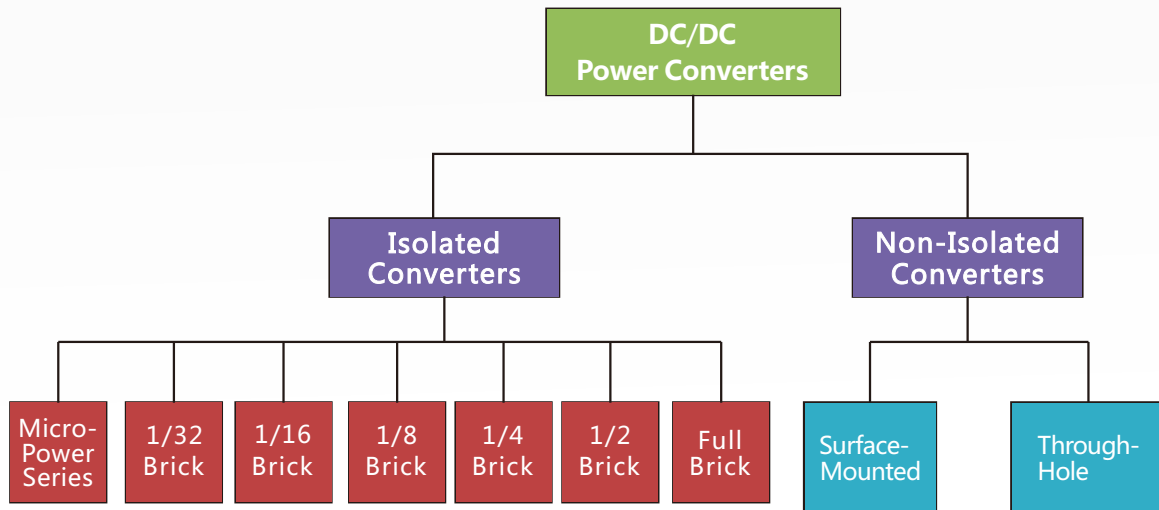 DC/DC
Power Converters
Isolated
Converters
Non-Isolated
Converters
Micro-
Power
Series
1/32
Brick
1/16
Brick
1/8
Brick
1/4
Brick
1/2
Brick
Full
Brick
Surface-
Mounted
Through-
Hole